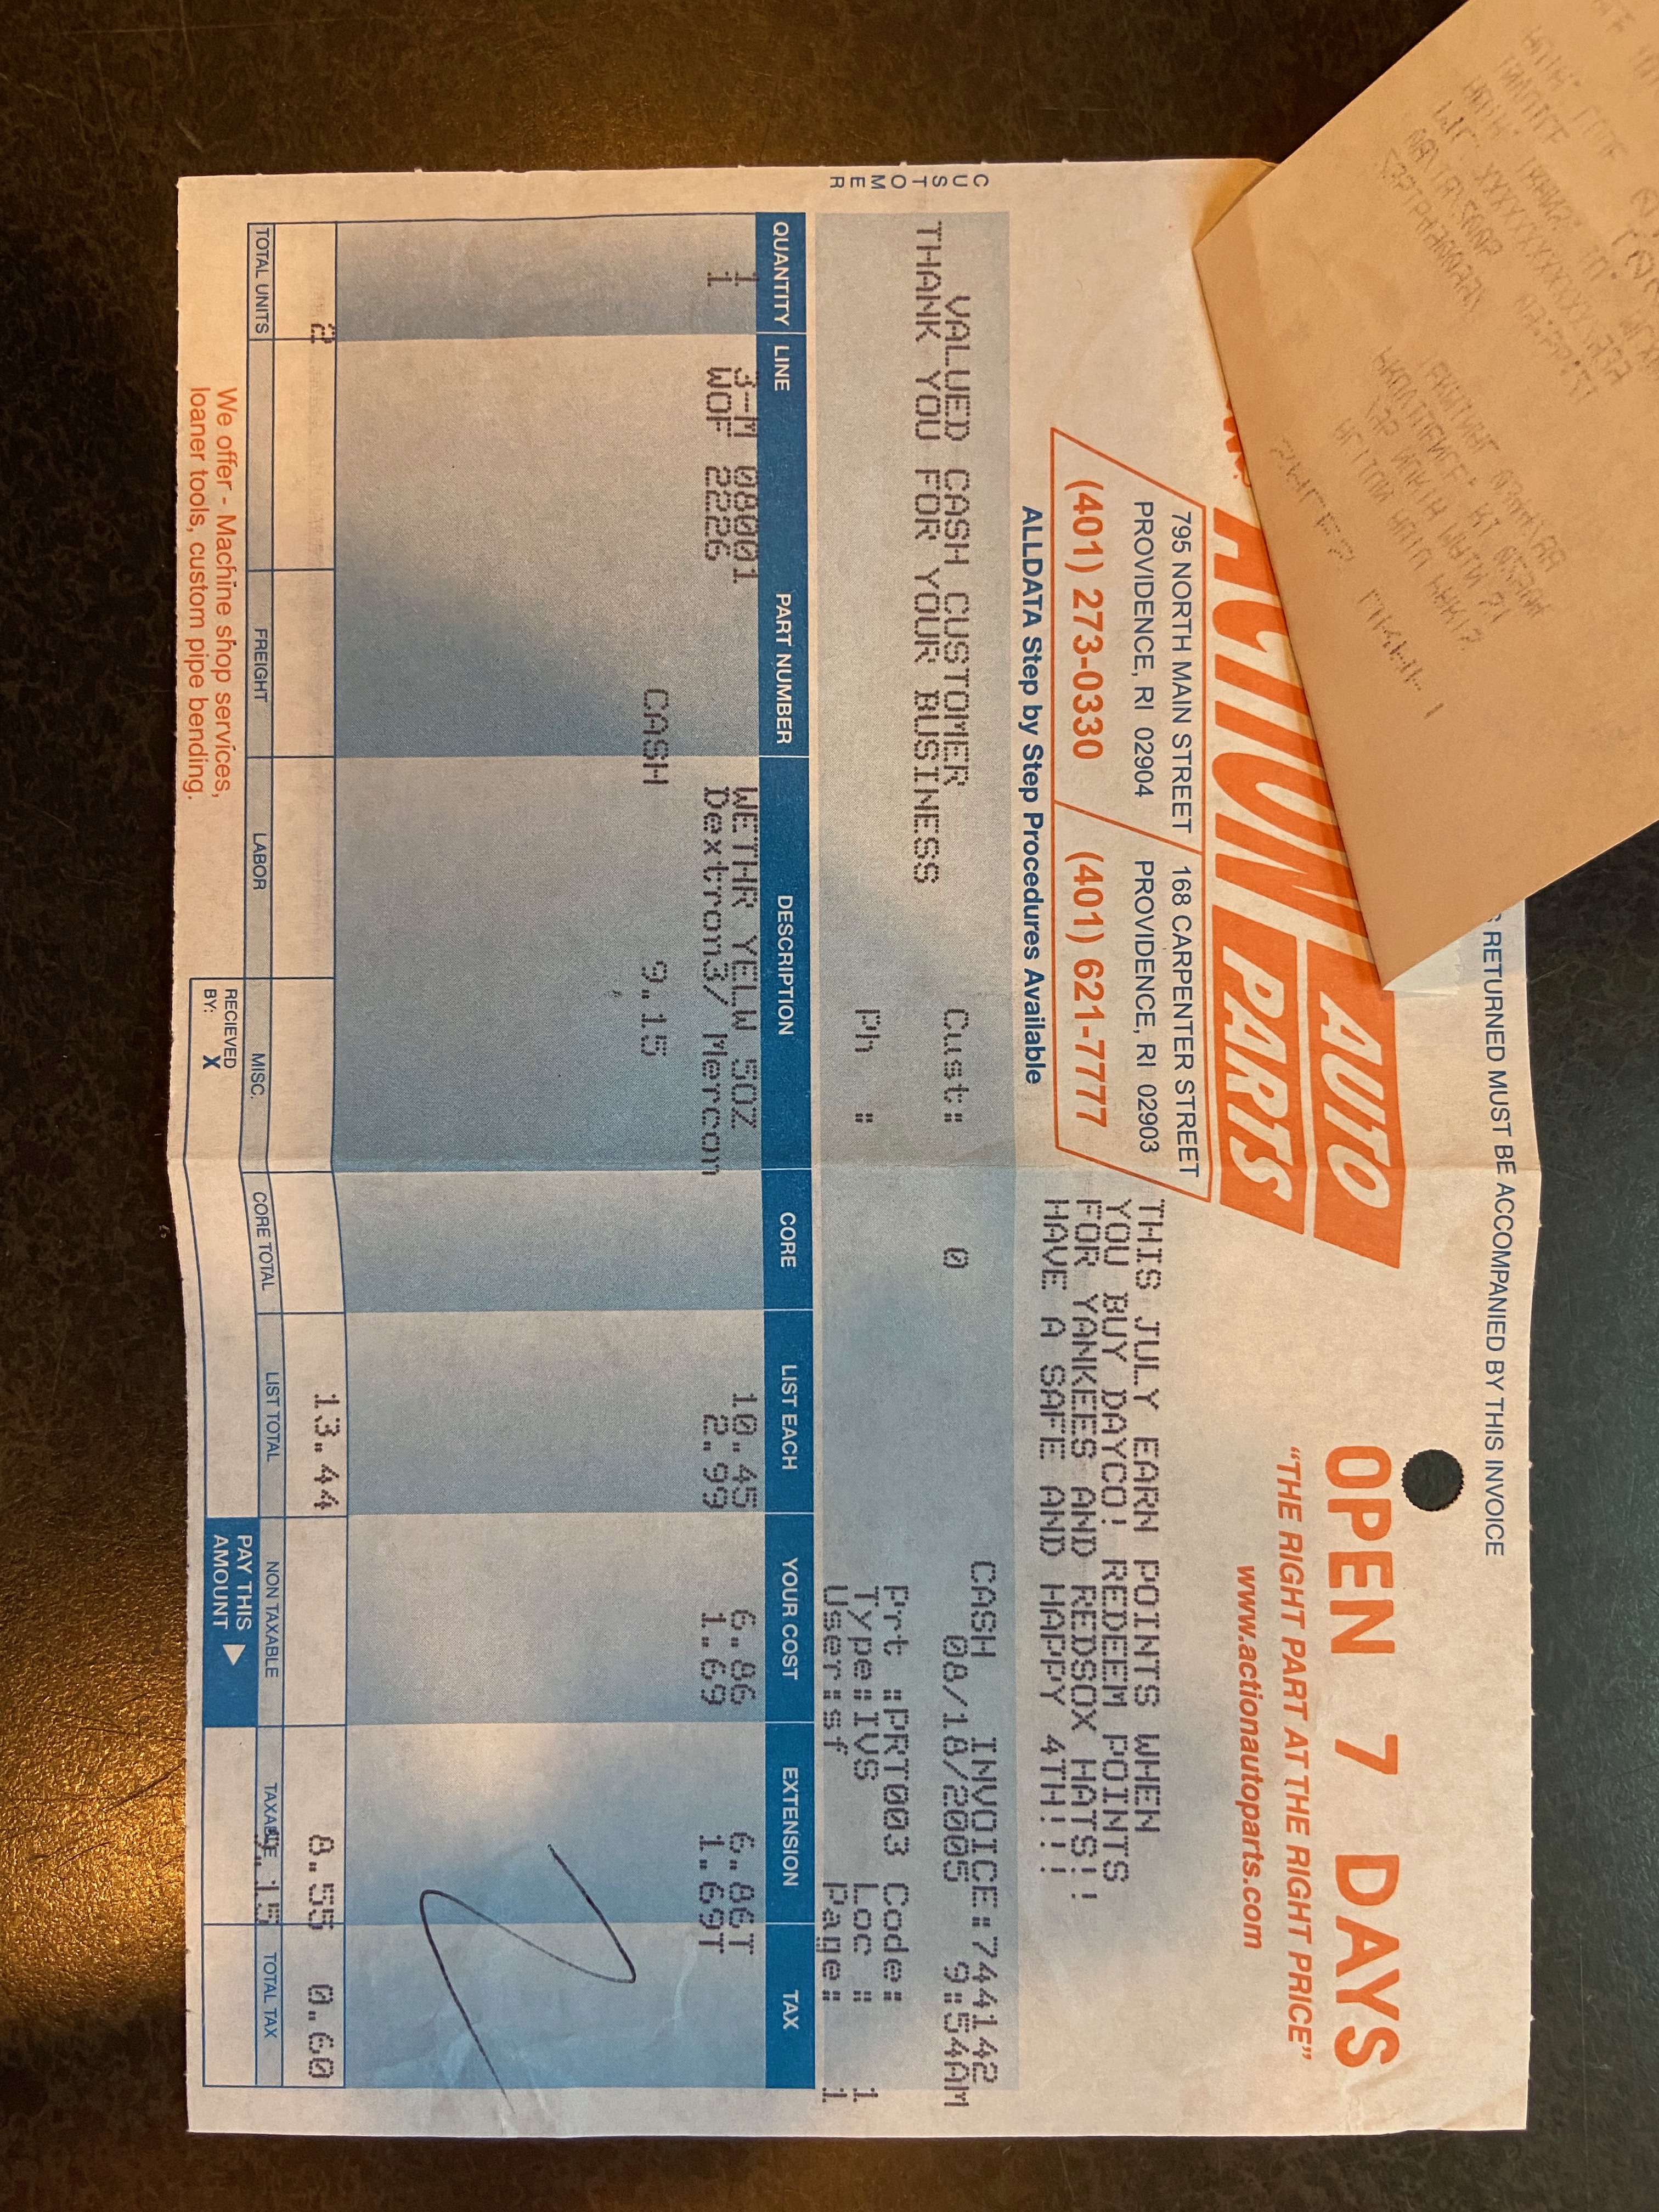 S RETURNED MUST BE ACCOMPANIED BY THIS INVOICE
ACTION AUTO PARTS
795 NORTH MAIN STREET
PROVIDENCE, RI 02904
(401) 273-0330
168 CARPENTER STREET
PROVIDENCE, RI 02903
(401) 621-7777
ALLDATA Step by Step Procedures Available
OPEN 7 DAYS
“THE RIGHT PART AT THE RIGHT PRICE”
www.actionautoparts.com
THIS JULY EARN POINTS WHEN
YOU BUY DAYCO! REDEEM POINTS
FOR YANKEES AND REDSOX HATS!!
HAVE A SAFE AND HAPPY 4TH!!!
CUSTOMER
CASH INVOICE:744142
VALUED CASH CUSTOMER Cust: 0 08/18/2005 9:54AM
THANK YOU FOR YOUR BUSINESS
Prt :PRT003 Code:
Ph : Type:IVS Loc : 1
User:sf Page: 1
QUANTITY LINE PART NUMBER DESCRIPTION CORE LIST EACH YOUR COST EXTENSION TAX
1 3-M 08001 WETHR YELW 5OZ 10.45 6.86 6.86T
1 WOF 2226 Dextron3/ Mercon 2.99 1.69 1.69T
CASH 9.15
2 13.44 8.55 0.60
TOTAL UNITS FREIGHT LABOR MISC. CORE TOTAL LIST TOTAL NON TAXABLE TAXABLE TOTAL TAX
9.15
We offer - Machine shop services,
loaner tools, custom pipe bending.
RECIEVED
BY: X
PAY THIS
AMOUNT